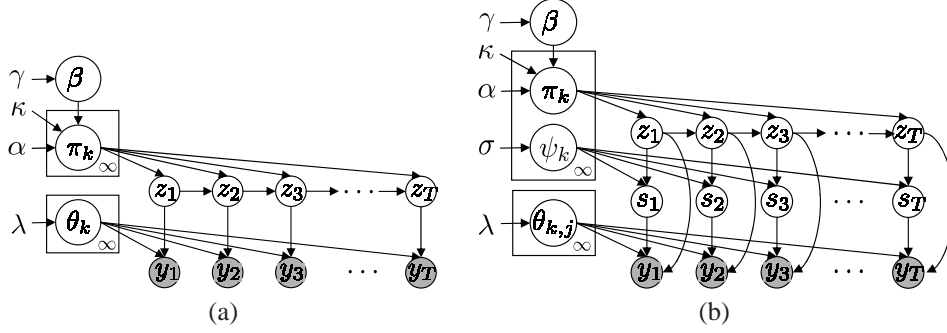 γ β
κ
α π_k ∞
z_1 z_2 z_3 ··· z_T
λ θ_k ∞
y_1 y_2 y_3 ··· y_T
(a)
γ β
κ
α π_k
z_1 z_2 z_3 ··· z_T
σ ψ_k ∞
s_1 s_2 s_3 ··· s_T
λ θ_{k,j} ∞
y_1 y_2 y_3 ··· y_T
(b)